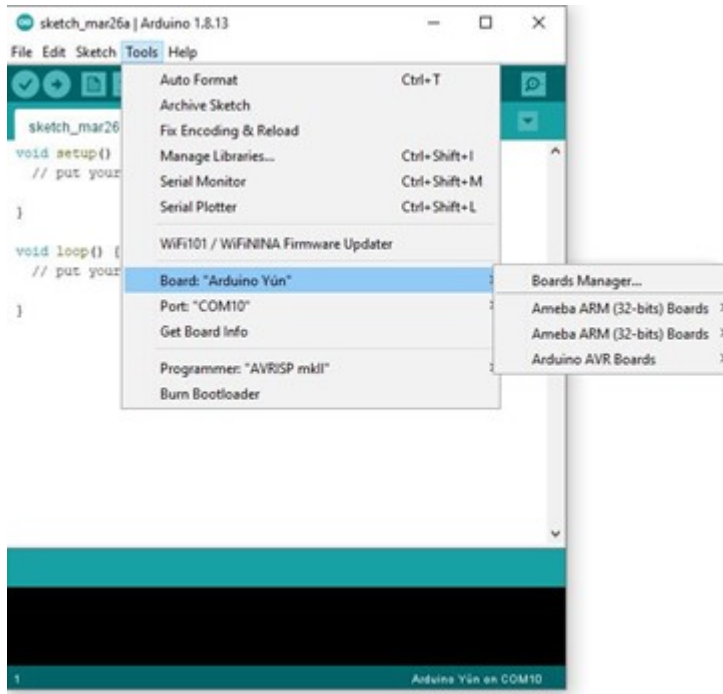 sketch_mar26a | Arduino 1.8.13
File Edit Sketch Tools Help
sketch_mar26
Auto Format Ctrl+T
Archive Sketch
Fix Encoding & Reload
Manage Libraries... Ctrl+Shift+I
Serial Monitor Ctrl+Shift+M
Serial Plotter Ctrl+Shift+L
WiFi101 / WiFiNINA Firmware Updater
Board: "Arduino Yún"
Port: "COM10"
Get Board Info
Programmer: "AVRISP mkII"
Burn Bootloader
Boards Manager...
Ameba ARM (32-bits) Boards
Ameba ARM (32-bits) Boards
Arduino AVR Boards
void setup()
// put your
}
void loop() {
// put your
}
1 Arduino Yún on COM10